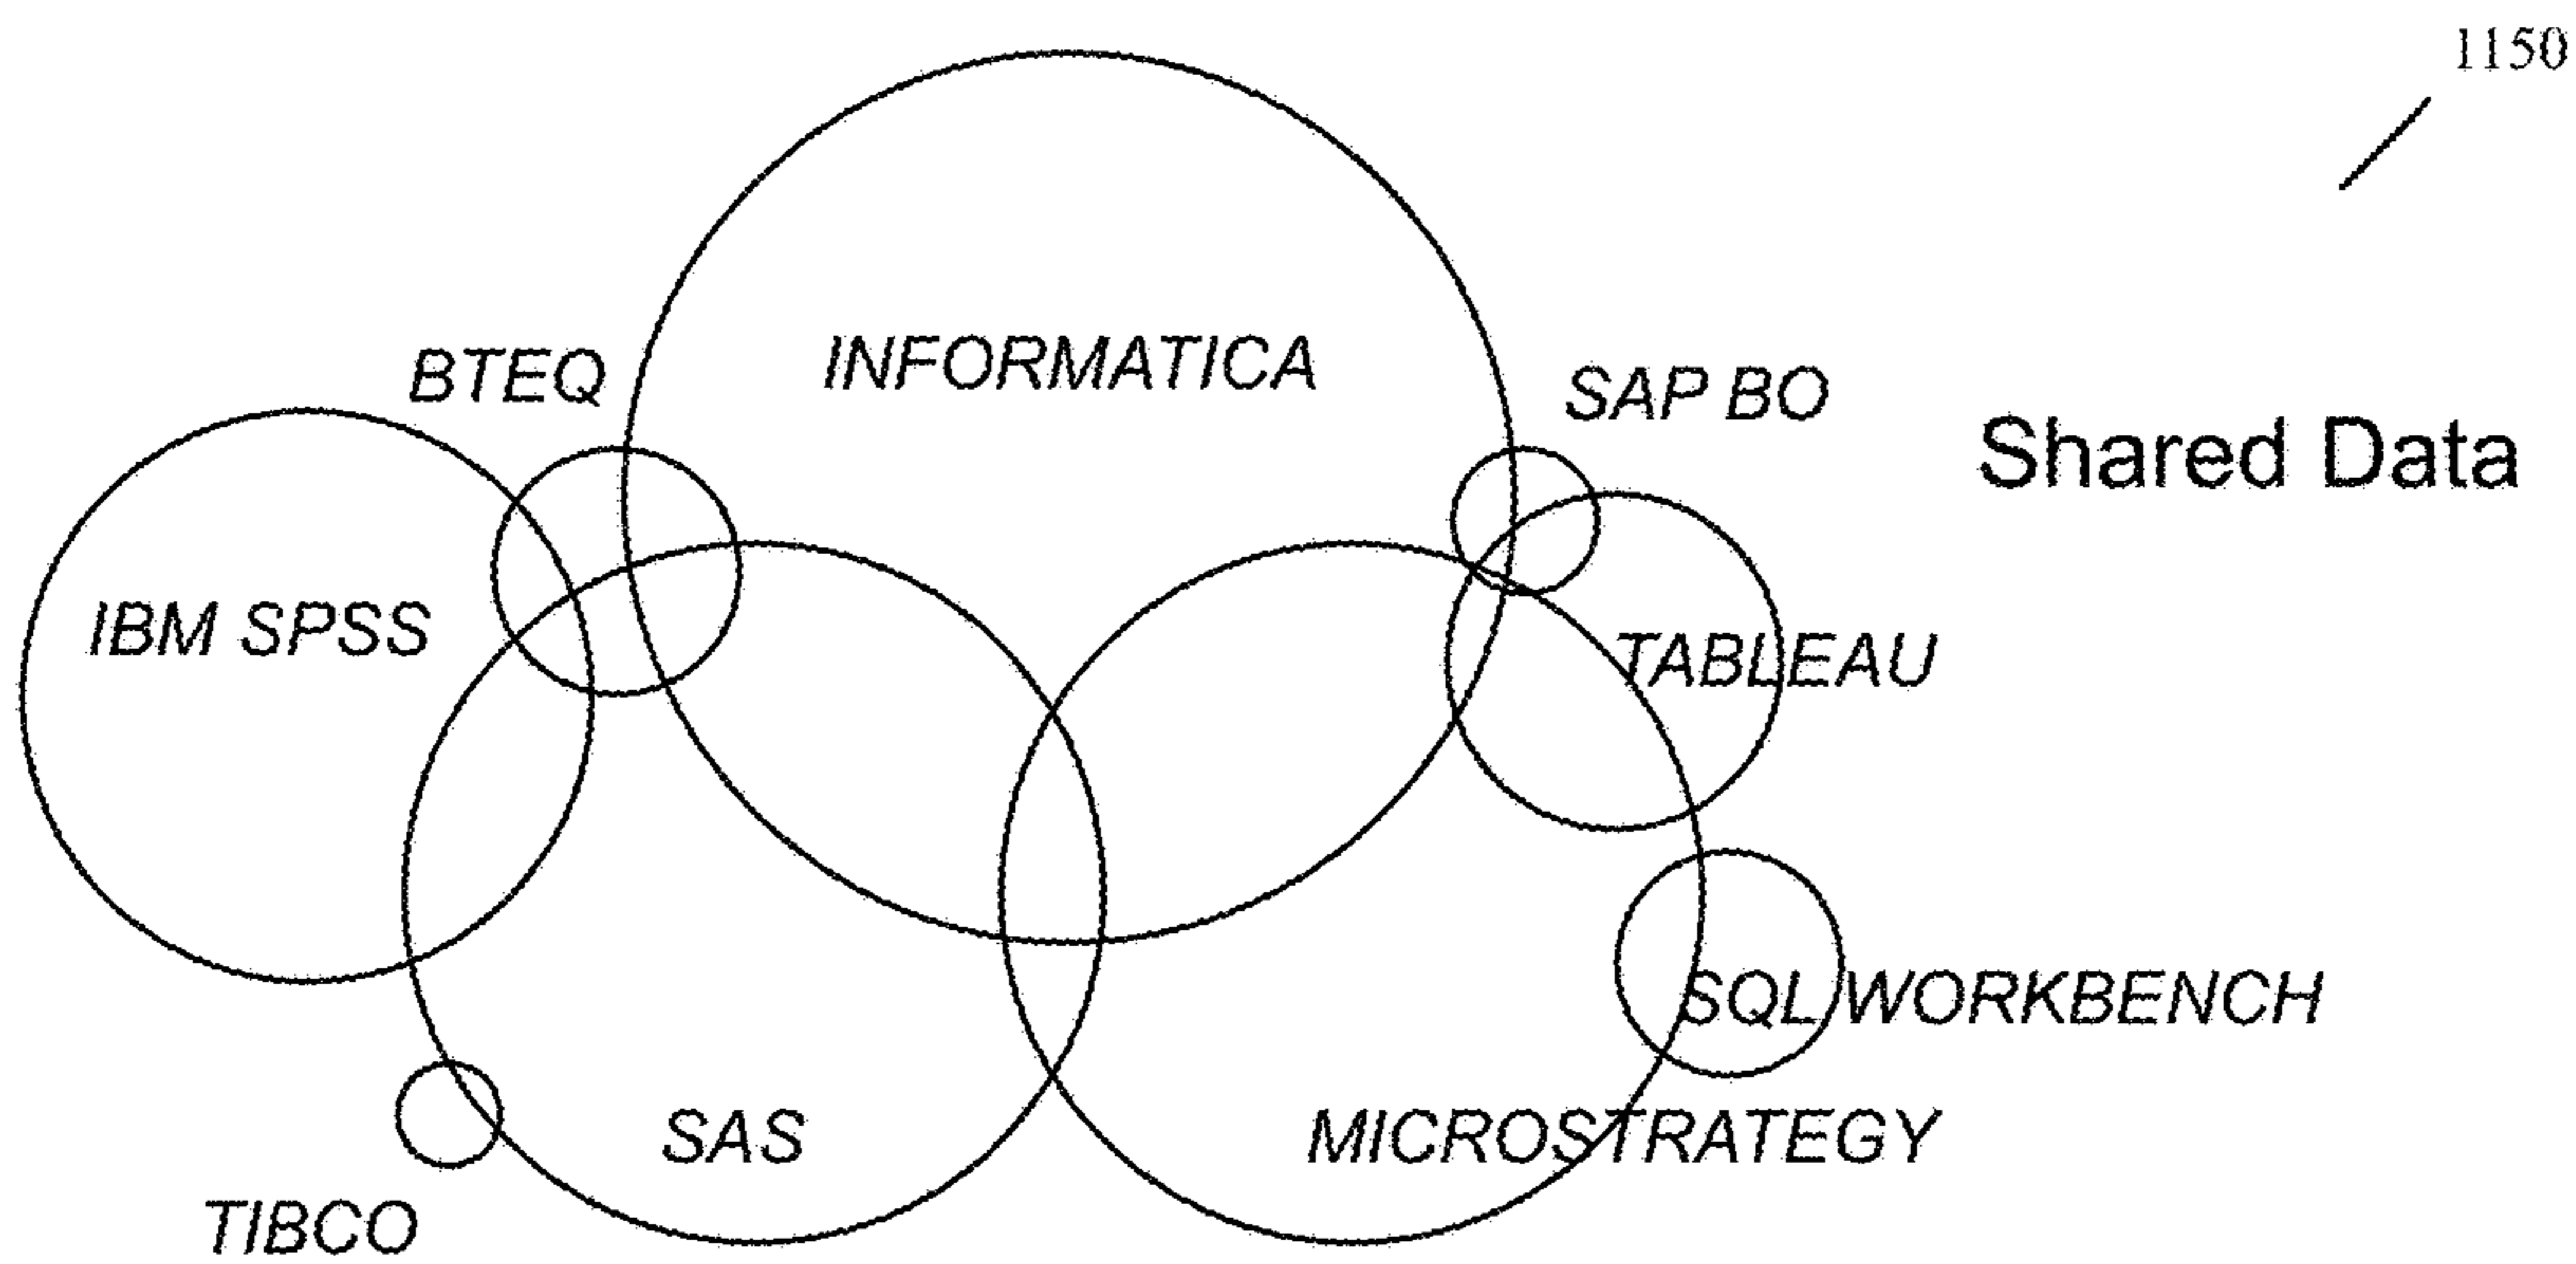 1150
INFORMATICA
BTEQ
SAP BO
Shared Data
IBM SPSS
TABLEAU
SQL WORKBENCH
SAS
MICROSTRATEGY
TIBCO